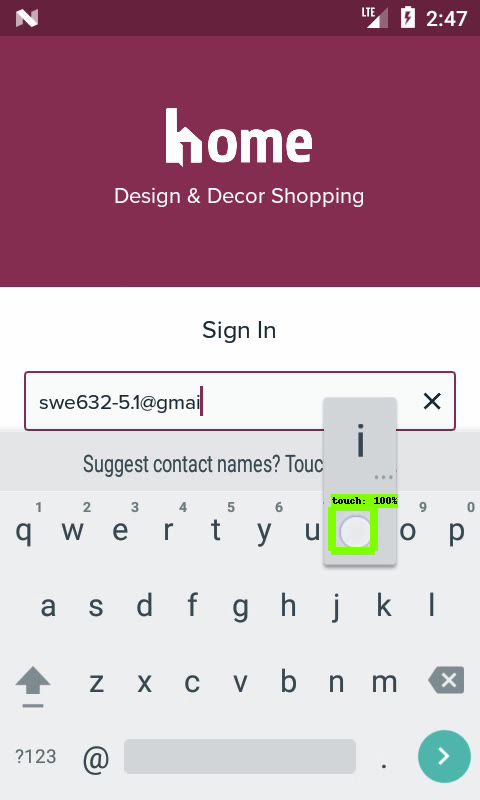 LTE 2:47
home
Design & Decor Shopping
Sign In
swe632-5.1@gmai
i
Suggest contact names? Touc
touch: 100%
1 2 3 4 5 6 9 0
q w e r t y u o p
a s d f g h j k l
z x c v b n m
?123 @ .